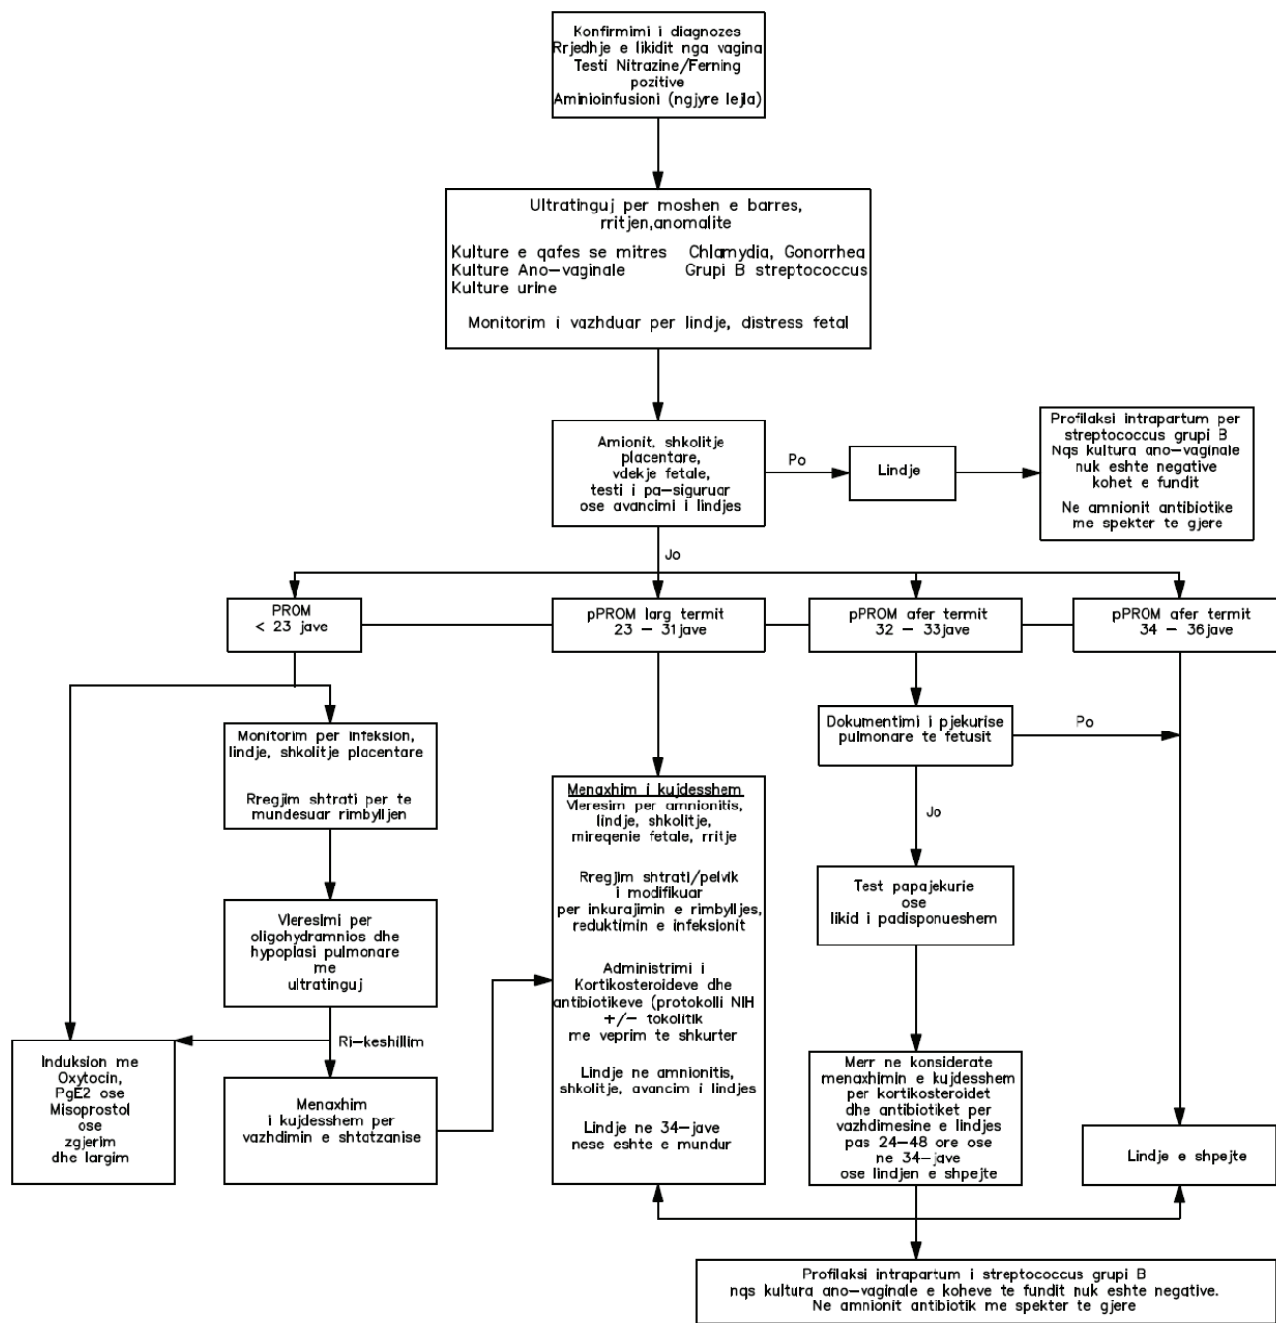 Konfirmimi i diagnozes
Rrjedhje e likidit nga vagina
Testi Nitrazine/Ferning
pozitive
Aminioinfusioni (ngjyre lejla)
Ultratinguj per moshen e barres,
rritjen,anomalite
Kulture e qafes se mitres Chlamydia, Gonorrhea
Kulture Ano-vaginale Grupi B streptococcus
Kulture urine
Monitorim i vazhduar per lindje, distress fetal
Amionit, shkolitje
placentare,
vdekje fetale,
testi i pa-siguruar
ose avancimi i lindjes
Po
Lindje
Profilaksi intrapartum per
streptococcus grupi B
Nqs kultura ano-vaginale
nuk eshte negative
kohet e fundit
Ne amnionit antibiotike
me spekter te gjere
Jo
PROM
< 23 jave
pPROM larg termit
23 - 31jave
pPROM afer termit
32 - 33jave
pPROM afer termit
34 - 36jave
Monitorim per infeksion,
lindje, shkolitje placentare
Rregjim shtrati per te
mundesuar rimbylljen
Vleresimi per
oligohydramnios dhe
hypoplasi pulmonare
me
ultratinguj
Ri-keshillim
Induksion me
Oxytocin,
PgE2 ose
Misoprostol
ose
zgjerim
dhe largim
Menaxhim
i kujdesshem per
vazhdimin e shtatzanise
Menaxhim i kujdesshem
Vleresim per amnionitis,
lindje, shkolitje,
mireqenie fetale, rritje
Rregjim shtrati/pelvik
i modifikuar
per inkurajimin e rimbylljes,
reduktimin e infeksionit
Administrimi i
Kortikosteroideve dhe
antibiotikeve (protokolli NIH
+/- tokolitik
me veprim te shkurter
Lindje ne amnionitis,
shkolitje, avancim i lindjes
Lindje ne 34-jave
nese eshte e mundur
Dokumentimi i pjekurise
pulmonare te fetusit
Po
Jo
Test papajekurie
ose
likid i padisponueshem
Merr ne konsiderate
menaxhimin e kujdesshem
per kortikosteroidet
dhe antibiotiket per
vazhdimesine e lindjes
pas 24-48 ore ose
ne 34-jave
ose lindjen e shpejte
Lindje e shpejte
Profilaksi intrapartum i streptococcus grupi B
nqs kultura ano-vaginale e koheve te fundit nuk eshte negative.
Ne amnionit antibiotik me spekter te gjere